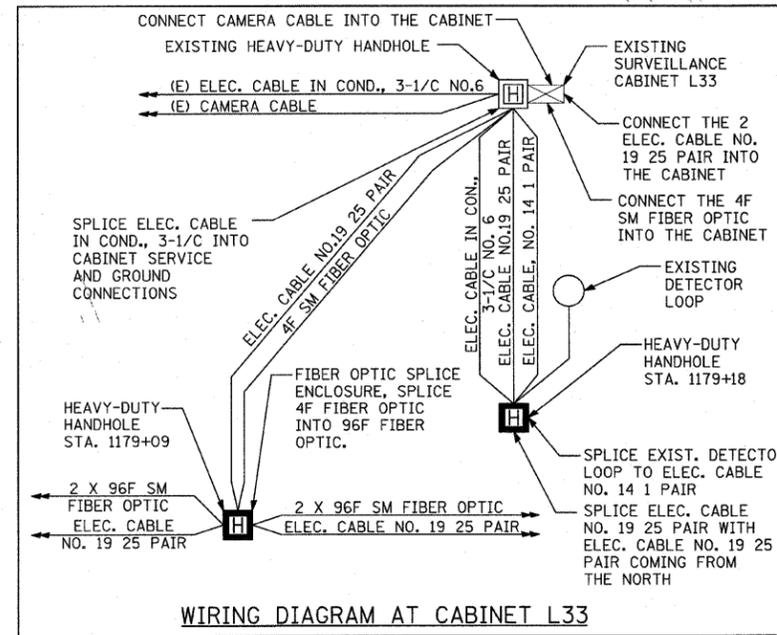 CONNECT CAMERA CABLE INTO THE CABINET
EXISTING HEAVY-DUTY HANDHOLE
EXISTING
SURVEILLANCE
CABINET L33
(E) ELEC. CABLE IN COND., 3-1/C NO.6
(E) CAMERA CABLE
H
CONNECT THE 2
ELEC. CABLE NO.
19 25 PAIR INTO
THE CABINET
CONNECT THE 4F
SM FIBER OPTIC
INTO THE CABINET
SPLICE ELEC. CABLE
IN COND., 3-1/C INTO
CABINET SERVICE
AND GROUND
CONNECTIONS
ELEC. CABLE NO.19 25 PAIR
4F SM FIBER OPTIC
ELEC. CABLE IN CON.,
3-1/C NO. 6
ELEC. CABLE NO.19 25 PAIR
ELEC. CABLE, NO. 14 1 PAIR
EXISTING
DETECTOR
LOOP
HEAVY-DUTY
HANDHOLE
STA. 1179+18
H
FIBER OPTIC SPLICE
ENCLOSURE, SPLICE
4F FIBER OPTIC
INTO 96F FIBER
OPTIC.
HEAVY-DUTY
HANDHOLE
STA. 1179+09
SPLICE EXIST. DETECTO
LOOP TO ELEC. CABLE
NO. 14 1 PAIR
SPLICE ELEC. CABLE
NO. 19 25 PAIR WITH
ELEC. CABLE NO. 19 25
PAIR COMING FROM
THE NORTH
2 X 96F SM
FIBER OPTIC
ELEC. CABLE
NO. 19 25 PAIR
H
2 X 96F SM FIBER OPTIC
ELEC. CABLE NO. 19 25 PAIR
WIRING DIAGRAM AT CABINET L33